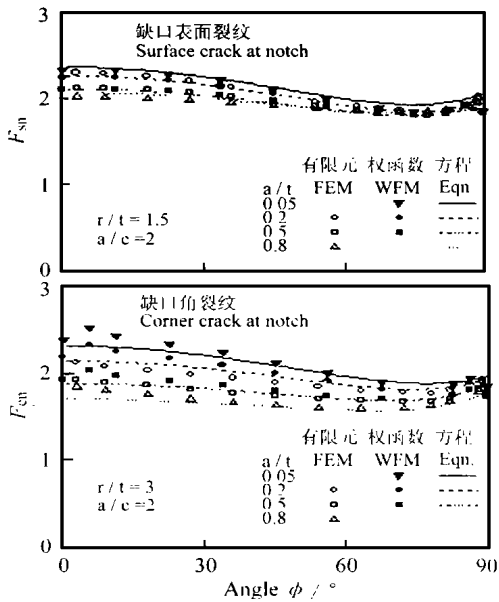 3
缺口表面裂纹
Surface crack at notch
2
F_sn
有限元 权函数 方程
a/t FEM WFM Eqn.
1
0 05
r/t=1.5
0 2
a/c=2
0 5
0.8
0
3
缺口角裂纹
Corner crack at notch
2
F_cn
有限元 权函数 方程
1
a/t FEM WFM Eqn.
0 05
r/t=3
0 2
a/c=2
0 5
0.8
0
0 30 60 90
Angle ϕ / °